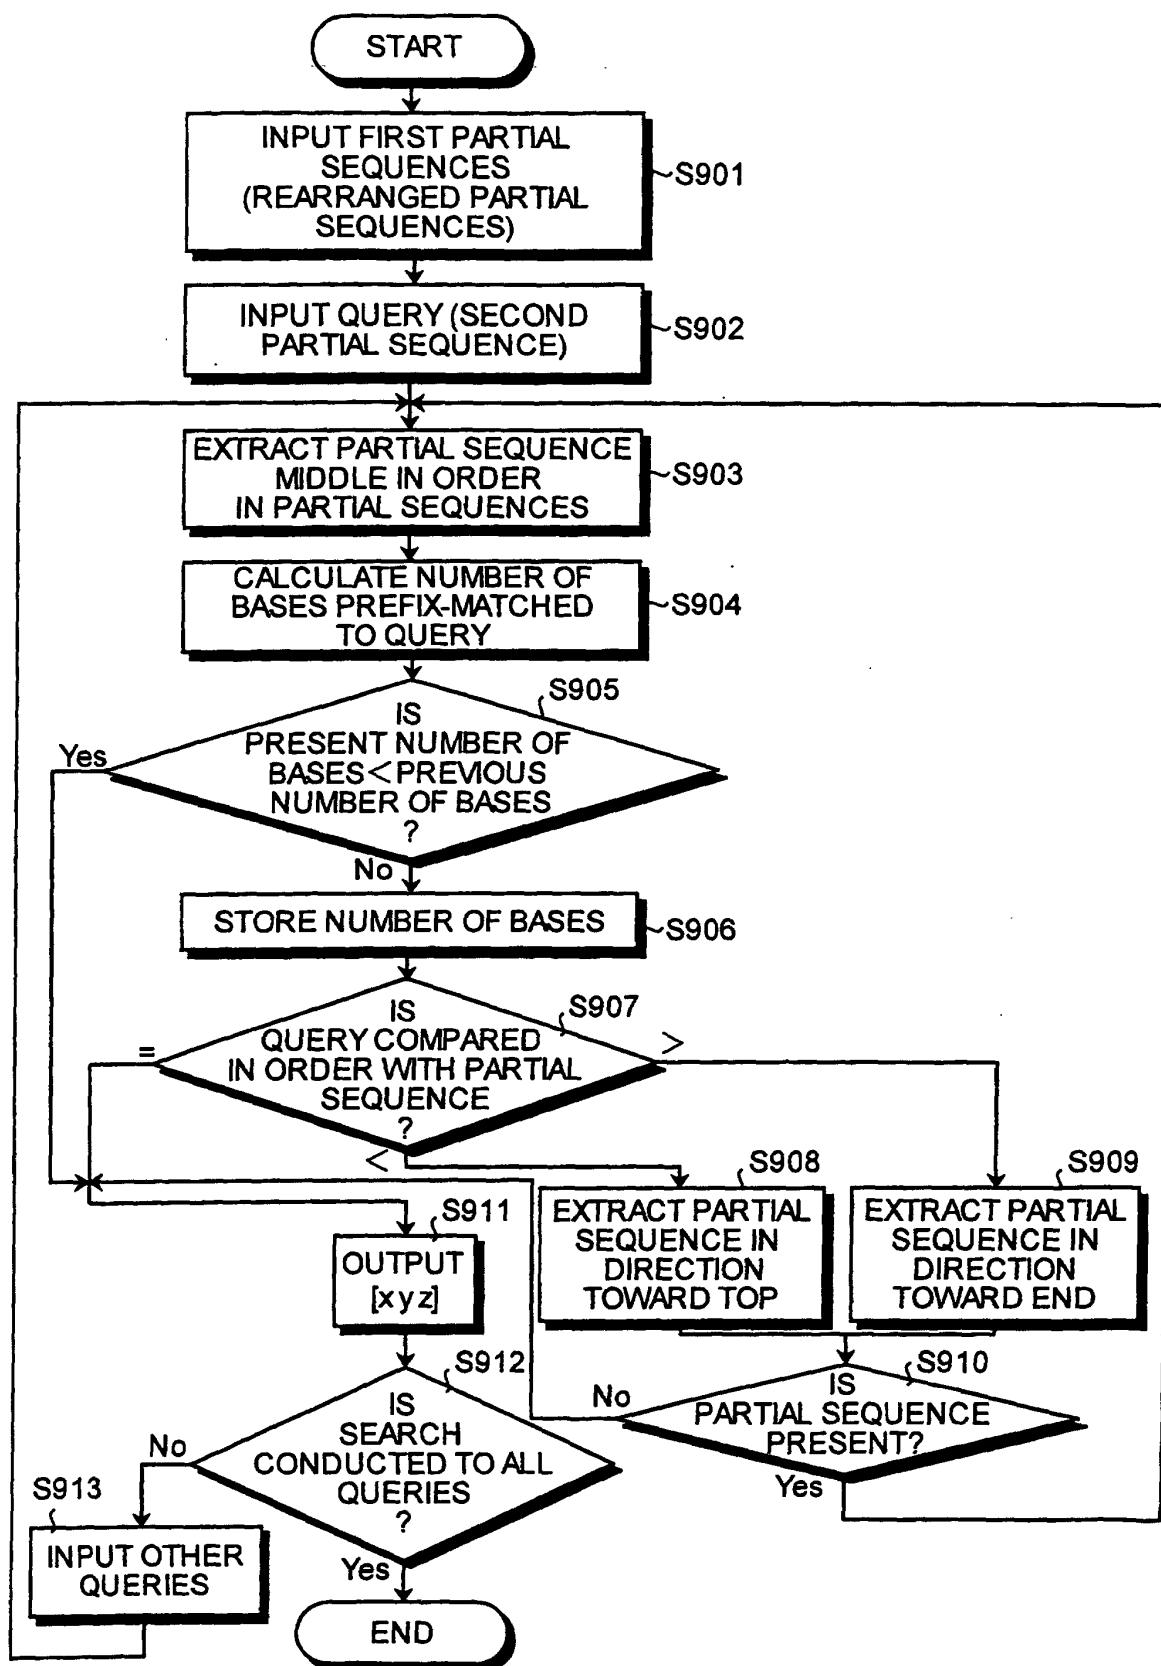 START
INPUT FIRST PARTIAL
SEQUENCES
(REARRANGED PARTIAL
SEQUENCES)
S901
INPUT QUERY (SECOND
PARTIAL SEQUENCE)
S902
EXTRACT PARTIAL SEQUENCE
MIDDLE IN ORDER
IN PARTIAL SEQUENCES
S903
CALCULATE NUMBER OF
BASES PREFIX-MATCHED
TO QUERY
S904
S905
IS
PRESENT NUMBER OF
BASES<PREVIOUS
NUMBER OF BASES
?
Yes
No
STORE NUMBER OF BASES
S906
S907
IS
QUERY COMPARED
IN ORDER WITH PARTIAL
SEQUENCE
?
=
>
<
S908
EXTRACT PARTIAL
SEQUENCE IN
DIRECTION
TOWARD TOP
S909
EXTRACT PARTIAL
SEQUENCE IN
DIRECTION
TOWARD END
S911
OUTPUT
[xyz]
S910
IS
PARTIAL SEQUENCE
PRESENT?
No
Yes
S912
IS
SEARCH
CONDUCTED TO ALL
QUERIES
?
No
Yes
S913
INPUT OTHER
QUERIES
END